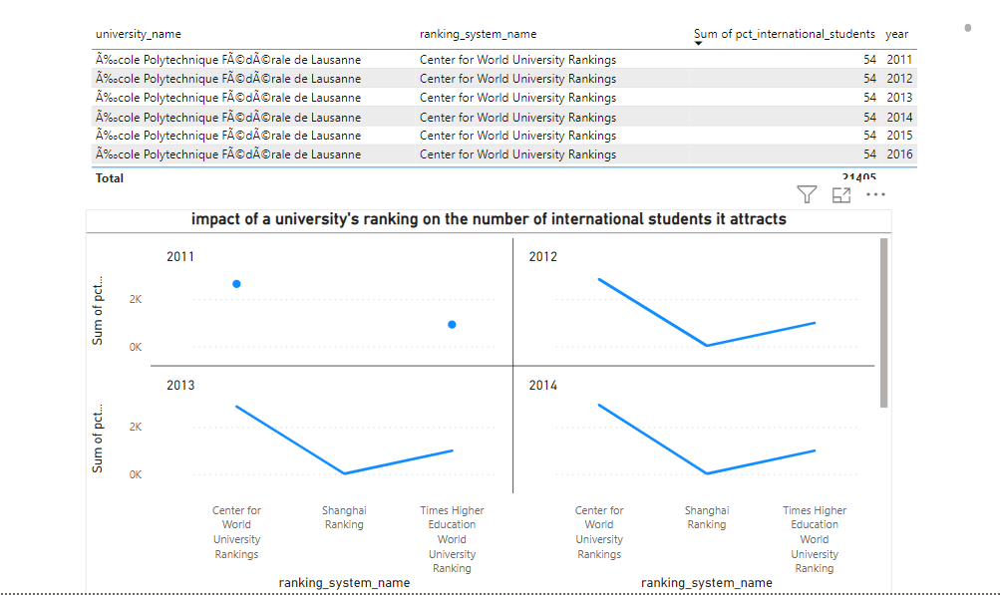 university_name ranking_system_name Sum of pct_international_students year
Ã‰cole Polytechnique FÃ©dÃ©rale de Lausanne Center for World University Rankings 54 2011
Ã‰cole Polytechnique FÃ©dÃ©rale de Lausanne Center for World University Rankings 54 2012
Ã‰cole Polytechnique FÃ©dÃ©rale de Lausanne Center for World University Rankings 54 2013
Ã‰cole Polytechnique FÃ©dÃ©rale de Lausanne Center for World University Rankings 54 2014
Ã‰cole Polytechnique FÃ©dÃ©rale de Lausanne Center for World University Rankings 54 2015
Ã‰cole Polytechnique FÃ©dÃ©rale de Lausanne Center for World University Rankings 54 2016
Total 21405
impact of a university's ranking on the number of international students it attracts
2011 2012
Sum of pct...
2K
0K
2013 2014
Sum of pct...
2K
0K
Center for Shanghai Times Higher Center for Shanghai Times Higher
World Ranking Education World Ranking Education
University World University World
Rankings University Rankings University
Ranking Ranking
ranking_system_name ranking_system_name